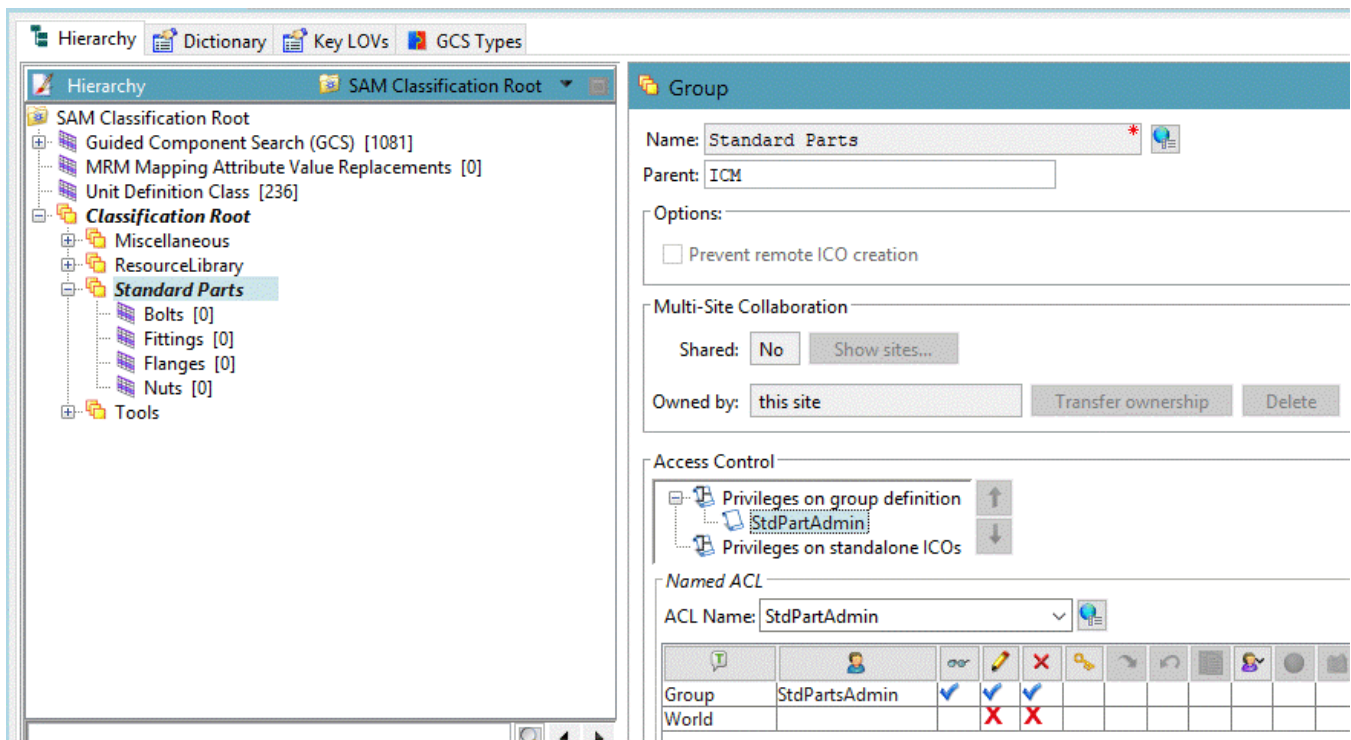 Hierarchy Dictionary Key LOVs GCS Types
Hierarchy SAM Classification Root
SAM Classification Root
Guided Component Search (GCS) [1081]
MRM Mapping Attribute Value Replacements [0]
Unit Definition Class [236]
Classification Root
Miscellaneous
ResourceLibrary
Standard Parts
Bolts [0]
Fittings [0]
Flanges [0]
Nuts [0]
Tools
Group
Name: Standard Parts *
Parent: ICM
Options:
Prevent remote ICO creation
Multi-Site Collaboration
Shared: No Show sites...
Owned by: this site Transfer ownership Delete
Access Control
Privileges on group definition
StdPartAdmin
Privileges on standalone ICOs
Named ACL
ACL Name: StdPartAdmin
Group StdPartsAdmin
World